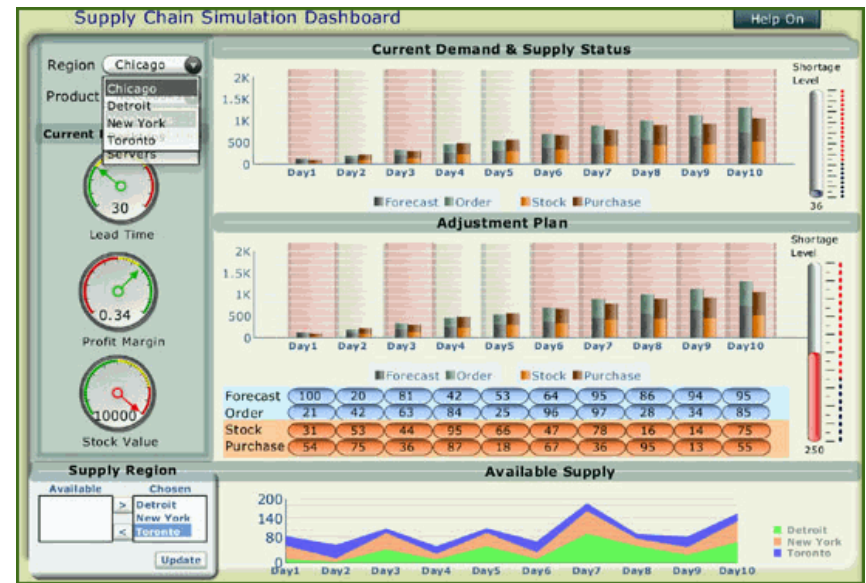 Supply Chain Simulation Dashboard
Help On
Region Chicago
Product
Chicago
Detroit
New York
Toronto
Servers
Current
30
Lead Time
0.34
Profit Margin
10000
Stock Value
Current Demand & Supply Status
Shortage Level
2K
1.5K
1K
500
0
Day1 Day2 Day3 Day4 Day5 Day6 Day7 Day8 Day9 Day10
Forecast Order Stock Purchase
36
Adjustment Plan
Shortage Level
2K
1.5K
1K
500
0
Day1 Day2 Day3 Day4 Day5 Day6 Day7 Day8 Day9 Day10
Forecast Order Stock Purchase
Forecast 100 20 81 42 53 64 95 86 94 95
Order 21 42 63 84 25 96 97 28 34 85
Stock 31 53 44 95 66 47 78 16 14 75
Purchase 54 75 36 87 18 67 36 95 13 55
250
Supply Region
Available Chosen
> Detroit
New York
< Toronto
Update
Available Supply
200
140
80
0
Day1 Day2 Day3 Day4 Day5 Day6 Day7 Day8 Day9 Day10
Detroit
New York
Toronto